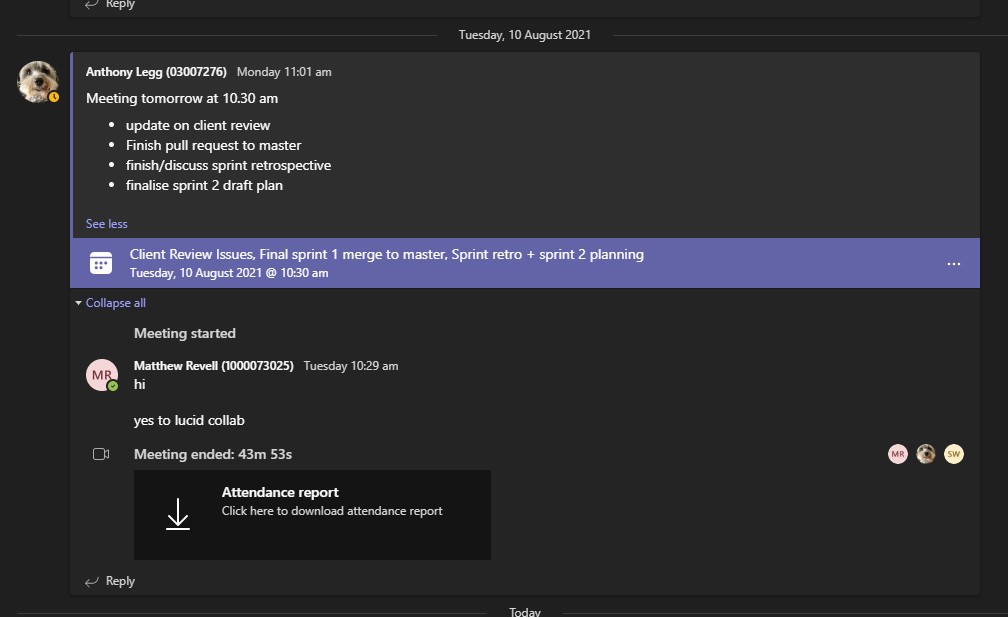 Reply
Tuesday, 10 August 2021
Anthony Legg (03007276) Monday 11:01 am
Meeting tomorrow at 10.30 am
• update on client review
• Finish pull request to master
• finish/discuss sprint retrospective
• finalise sprint 2 draft plan
See less
Client Review Issues, Final sprint 1 merge to master, Sprint retro + sprint 2 planning
Tuesday, 10 August 2021 @ 10:30 am
Collapse all
Meeting started
MR
Matthew Revell (1000073025) Tuesday 10:29 am
hi
yes to lucid collab
Meeting ended: 43m 53s
MR SW
Attendance report
Click here to download attendance report
Reply
Today